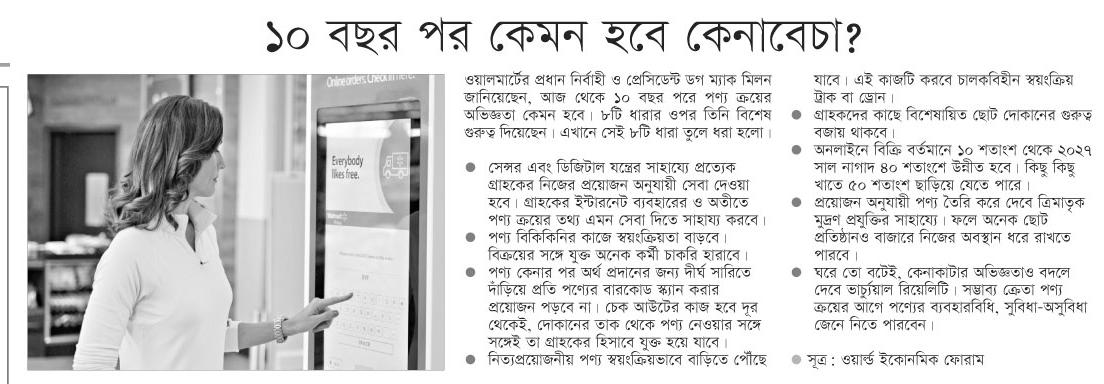 ১০ বছর পর কেমন হবে কেনাবেচা?
Online orders. Check in here.
Everybody
likes free.
Walmart
ওয়ালমার্টের প্রধান নির্বাহী ও প্রেসিডেন্ট ডগ ম্যাক মিলন
জানিয়েছেন, আজ থেকে ১০ বছর পরে পণ্য ক্রয়ের
অভিজ্ঞতা কেমন হবে। ৮টি ধারার ওপর তিনি বিশেষ
গুরুত্ব দিয়েছেন। এখানে সেই ৮টি ধারা তুলে ধরা হলো।
● সেন্সর এবং ডিজিটাল যন্ত্রের সাহায্যে প্রত্যেক
গ্রাহকের নিজের প্রয়োজন অনুযায়ী সেবা দেওয়া
হবে। গ্রাহকের ইন্টারনেট ব্যবহারের ও অতীতে
পণ্য ক্রয়ের তথ্য এমন সেবা দিতে সাহায্য করবে।
● পণ্য বিকিকিনির কাজে স্বয়ংক্রিয়তা বাড়বে।
বিক্রয়ের সঙ্গে যুক্ত অনেক কর্মী চাকরি হারাবে।
● পণ্য কেনার পর অর্থ প্রদানের জন্য দীর্ঘ সারিতে
দাঁড়িয়ে প্রতি পণ্যের বারকোড স্ক্যান করার
প্রয়োজন পড়বে না। চেক আউটের কাজ হবে দূর
থেকেই, দোকানের তাক থেকে পণ্য নেওয়ার সঙ্গে
সঙ্গেই তা গ্রাহকের হিসাবে যুক্ত হয়ে যাবে।
● নিত্যপ্রয়োজনীয় পণ্য স্বয়ংক্রিয়ভাবে বাড়িতে পৌঁছে
যাবে। এই কাজটি করবে চালকবিহীন স্বয়ংক্রিয়
ট্রাক বা ড্রোন।
● গ্রাহকদের কাছে বিশেষায়িত ছোট দোকানের গুরুত্ব
বজায় থাকবে।
● অনলাইনে বিক্রি বর্তমানে ১০ শতাংশ থেকে ২০২৭
সাল নাগাদ ৪০ শতাংশে উন্নীত হবে। কিছু কিছু
খাতে ৫০ শতাংশ ছাড়িয়ে যেতে পারে।
● প্রয়োজন অনুযায়ী পণ্য তৈরি করে দেবে ত্রিমাতৃক
মুদ্রণ প্রযুক্তির সাহায্যে। ফলে অনেক ছোট
প্রতিষ্ঠানও বাজারে নিজের অবস্থান ধরে রাখতে
পারবে।
● ঘরে তো বটেই, কেনাকাটার অভিজ্ঞতাও বদলে
দেবে ভার্চ্যুয়াল রিয়েলিটি। সম্ভাব্য ক্রেতা পণ্য
ক্রয়ের আগে পণ্যের ব্যবহারবিধি, সুবিধা-অসুবিধা
জেনে নিতে পারবেন।
● সূত্র : ওয়ার্ল্ড ইকোনমিক ফোরাম